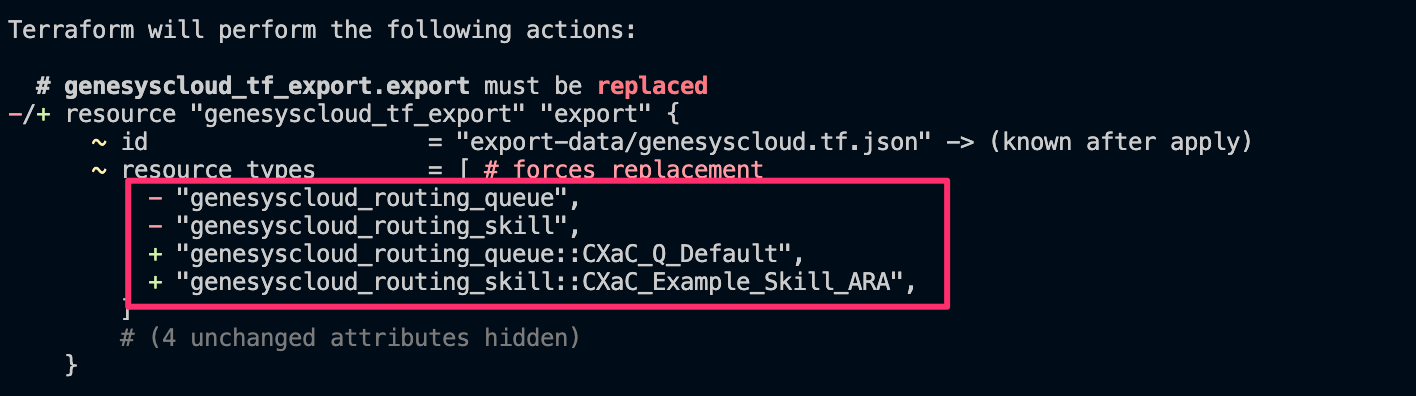 Terraform will perform the following actions:
# genesyscloud_tf_export.export must be replaced
-/+ resource "genesyscloud_tf_export" "export" {
~ id = "export-data/genesyscloud.tf.json" -> (known after apply)
~ resource_types = [ # forces replacement
- "genesyscloud_routing_queue",
- "genesyscloud_routing_skill",
+ "genesyscloud_routing_queue::CXaC_Q_Default",
+ "genesyscloud_routing_skill::CXaC_Example_Skill_ARA",
]
# (4 unchanged attributes hidden)
}